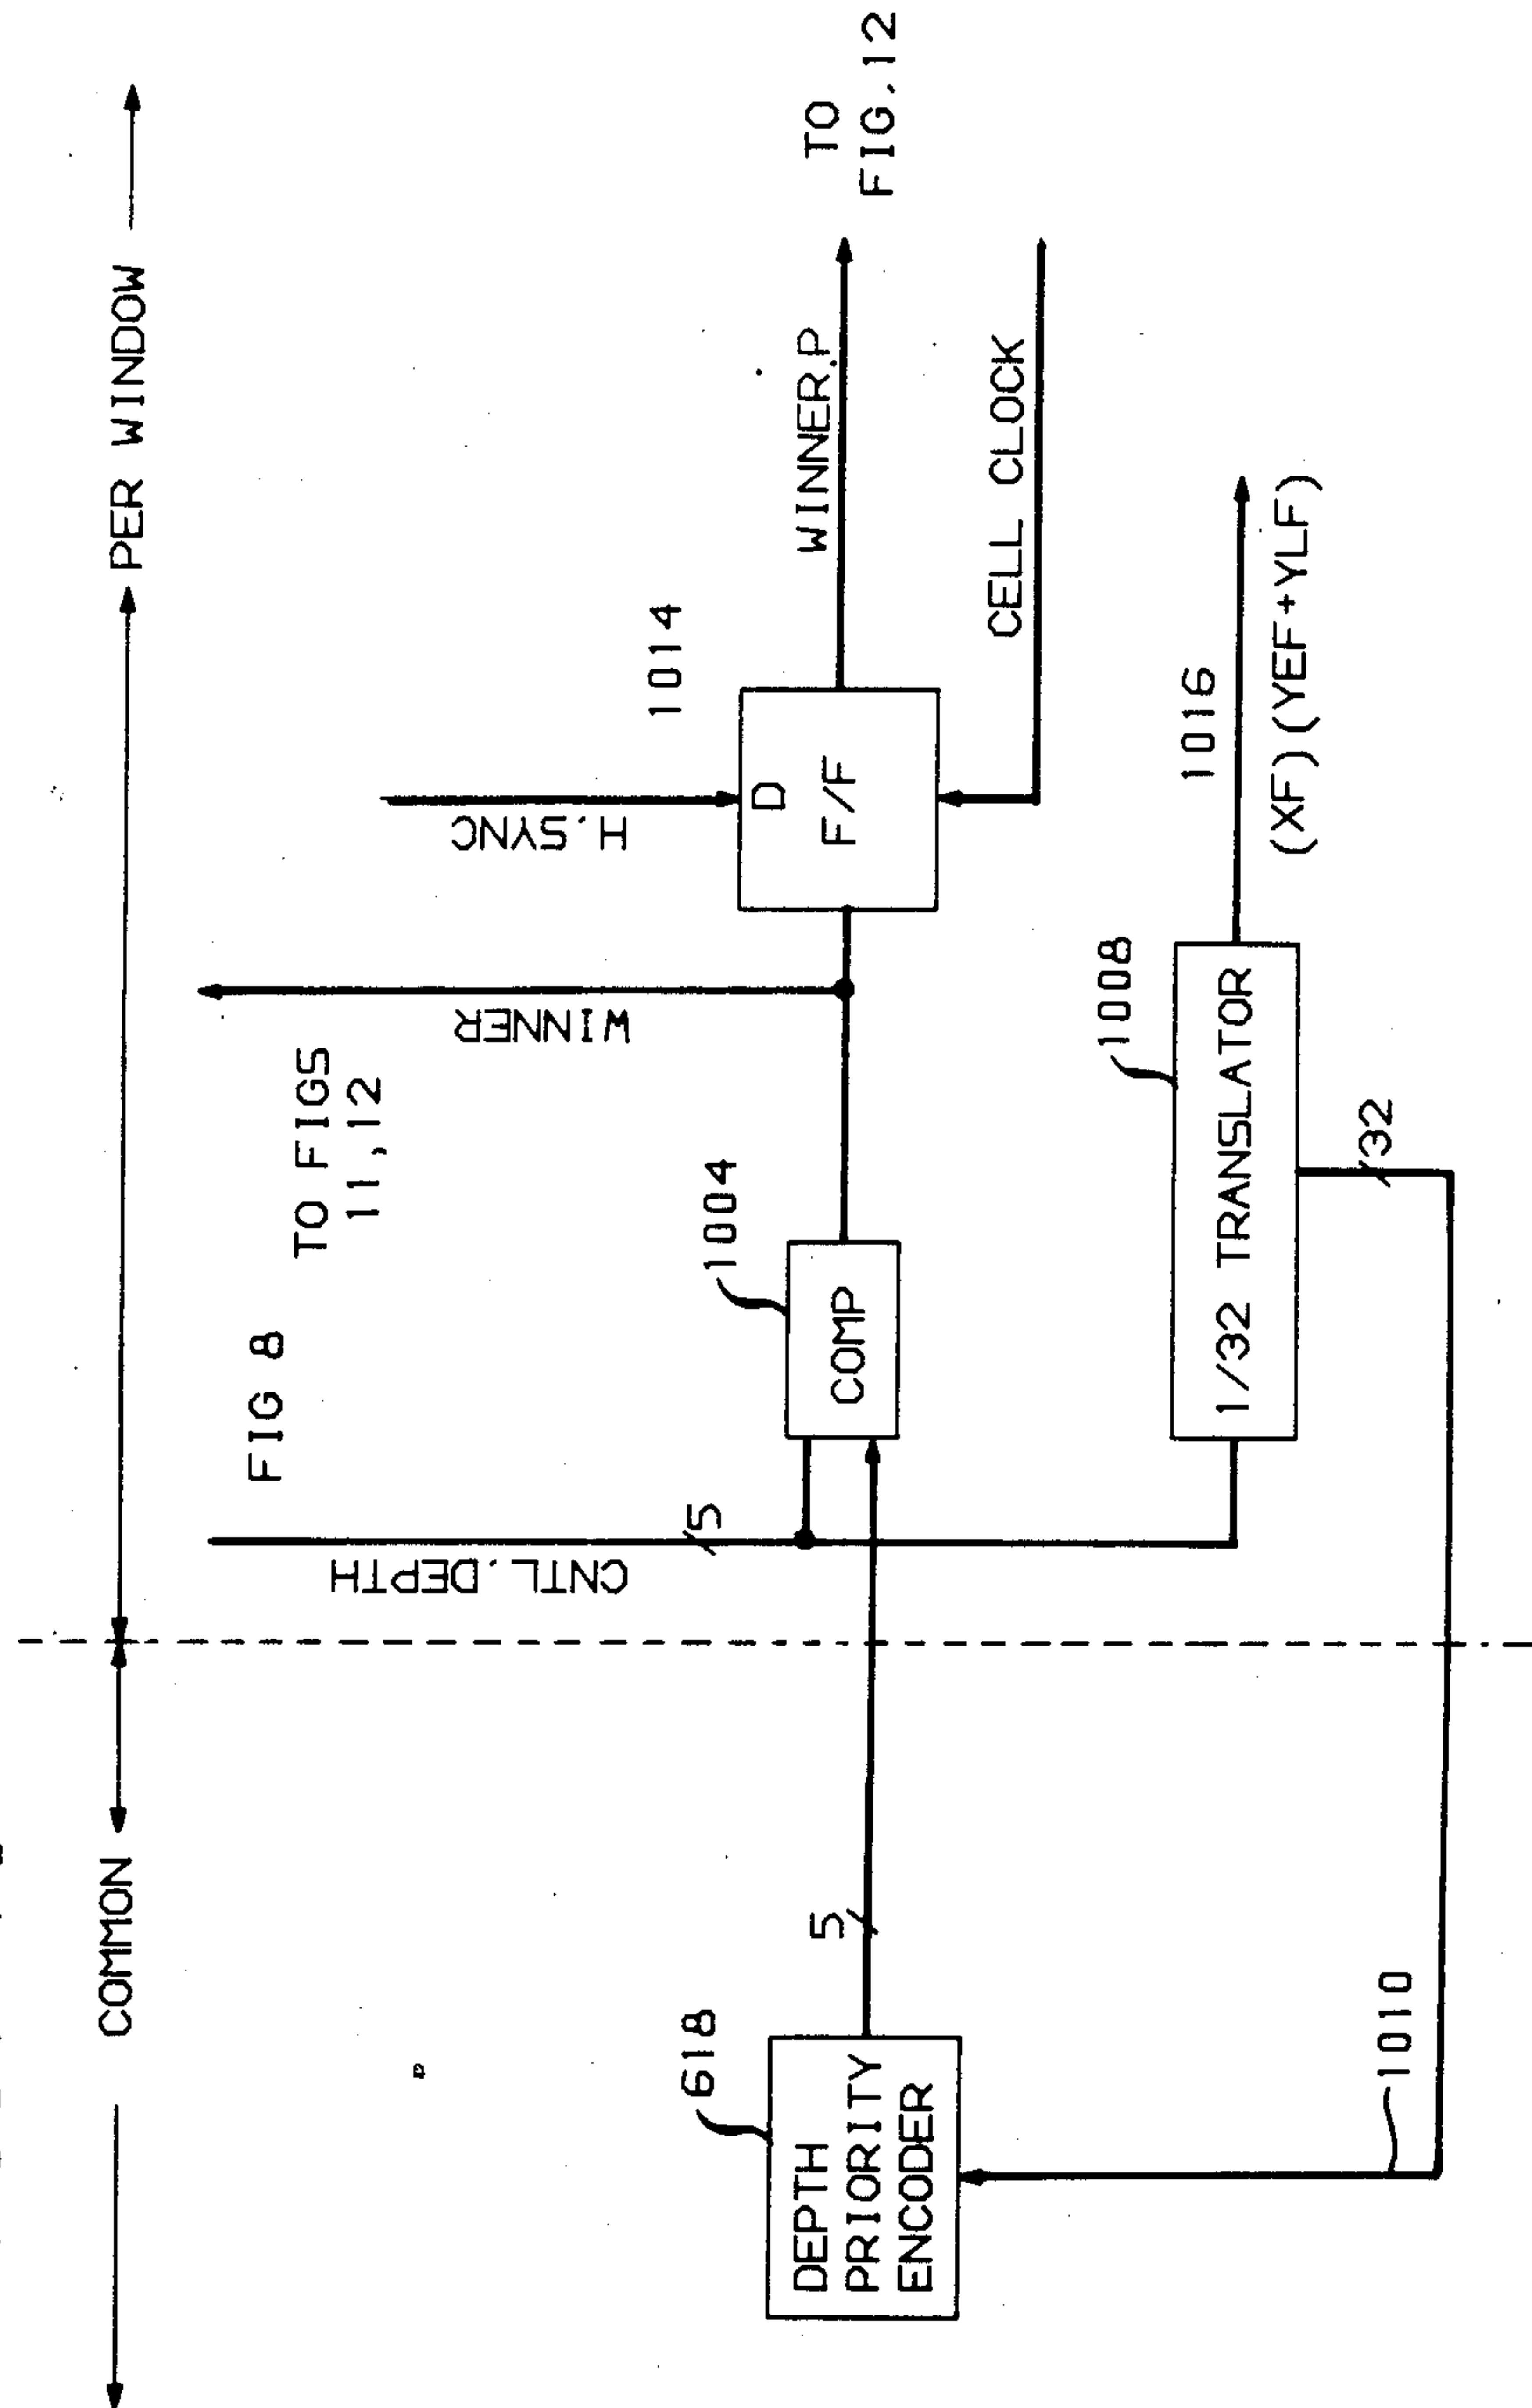 COMMON
PER WINDOW
FIG 8
TO FIGS
11,12
CNTL.DEPTH
5
WINNER
H.SYNC
618
DEPTH
PRIORITY
ENCODER
5
1004
COMP
1014
D
F/F
WINNER.P
TO
FIG.12
CELL CLOCK
1008
1/32 TRANSLATOR
1016
(XF)(YEF+YLF)
32
1010